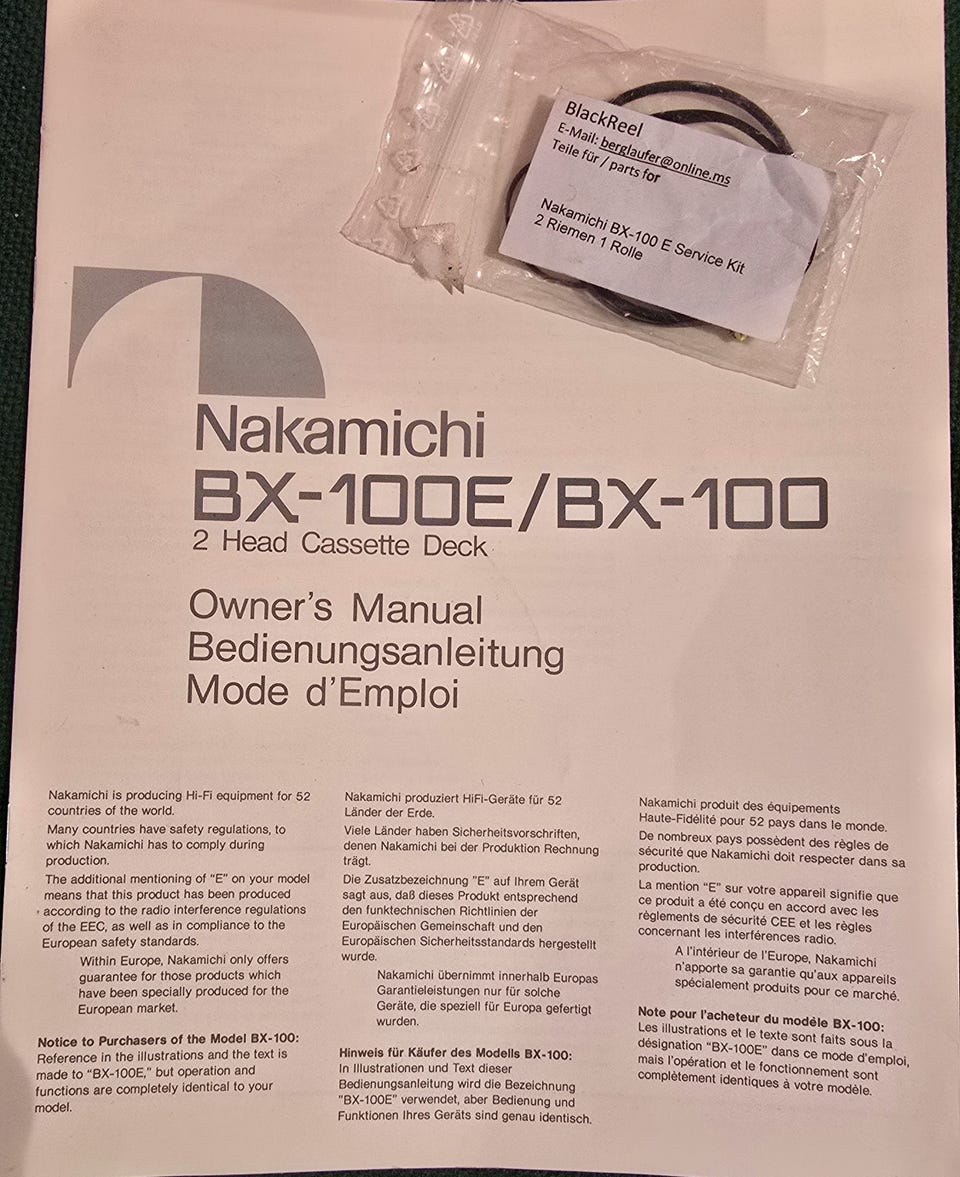 BlackReel
E-Mail: berglaufer@online.ms
Teile für / parts for
Nakamichi BX-100 E Service Kit
2 Riemen 1 Rolle
Nakamichi
BX-100E/BX-100
2 Head Cassette Deck
Owner's Manual
Bedienungsanleitung
Mode d'Emploi
Nakamichi is producing Hi-Fi equipment for 52
countries of the world.
Many countries have safety regulations, to
which Nakamichi has to comply during
production.
The additional mentioning of "E" on your model
means that this product has been produced
according to the radio interference regulations
of the EEC, as well as in compliance to the
European safety standards.
Within Europe, Nakamichi only offers
guarantee for those products which
have been specially produced for the
European market.
Notice to Purchasers of the Model BX-100:
Reference in the illustrations and the text is
made to "BX-100E," but operation and
functions are completely identical to your
model.
Nakamichi produziert HiFi-Geräte für 52
Länder der Erde.
Viele Länder haben Sicherheitsvorschriften,
denen Nakamichi bei der Produktion Rechnung
trägt.
Die Zusatzbezeichnung "E" auf Ihrem Gerät
sagt aus, daß dieses Produkt entsprechend
den funktechnischen Richtlinien der
Europäischen Gemeinschaft und den
Europäischen Sicherheitsstandards hergestellt
wurde.
Nakamichi übernimmt innerhalb Europas
Garantieleistungen nur für solche
Geräte, die speziell für Europa gefertigt
wurden.
Hinweis für Käufer des Modells BX-100:
In Illustrationen und Text dieser
Bedienungsanleitung wird die Bezeichnung
"BX-100E" verwendet, aber Bedienung und
Funktionen Ihres Geräts sind genau identisch.
Nakamichi produit des équipements
Haute-Fidélité pour 52 pays dans le monde.
De nombreux pays possèdent des règles de
sécurité que Nakamichi doit respecter dans sa
production.
La mention "E" sur votre appareil signifie que
ce produit a été conçu en accord avec les
règlements de sécurité CEE et les règles
concernant les interférences radio.
A l'intérieur de l'Europe, Nakamichi
n'apporte sa garantie qu'aux appareils
spécialement produits pour ce marché.
Note pour l'acheteur du modèle BX-100:
Les illustrations et le texte sont faits sous la
désignation "BX-100E" dans ce mode d'emploi,
mais l'opération et le fonctionnement sont
complètement identiques à votre modèle.